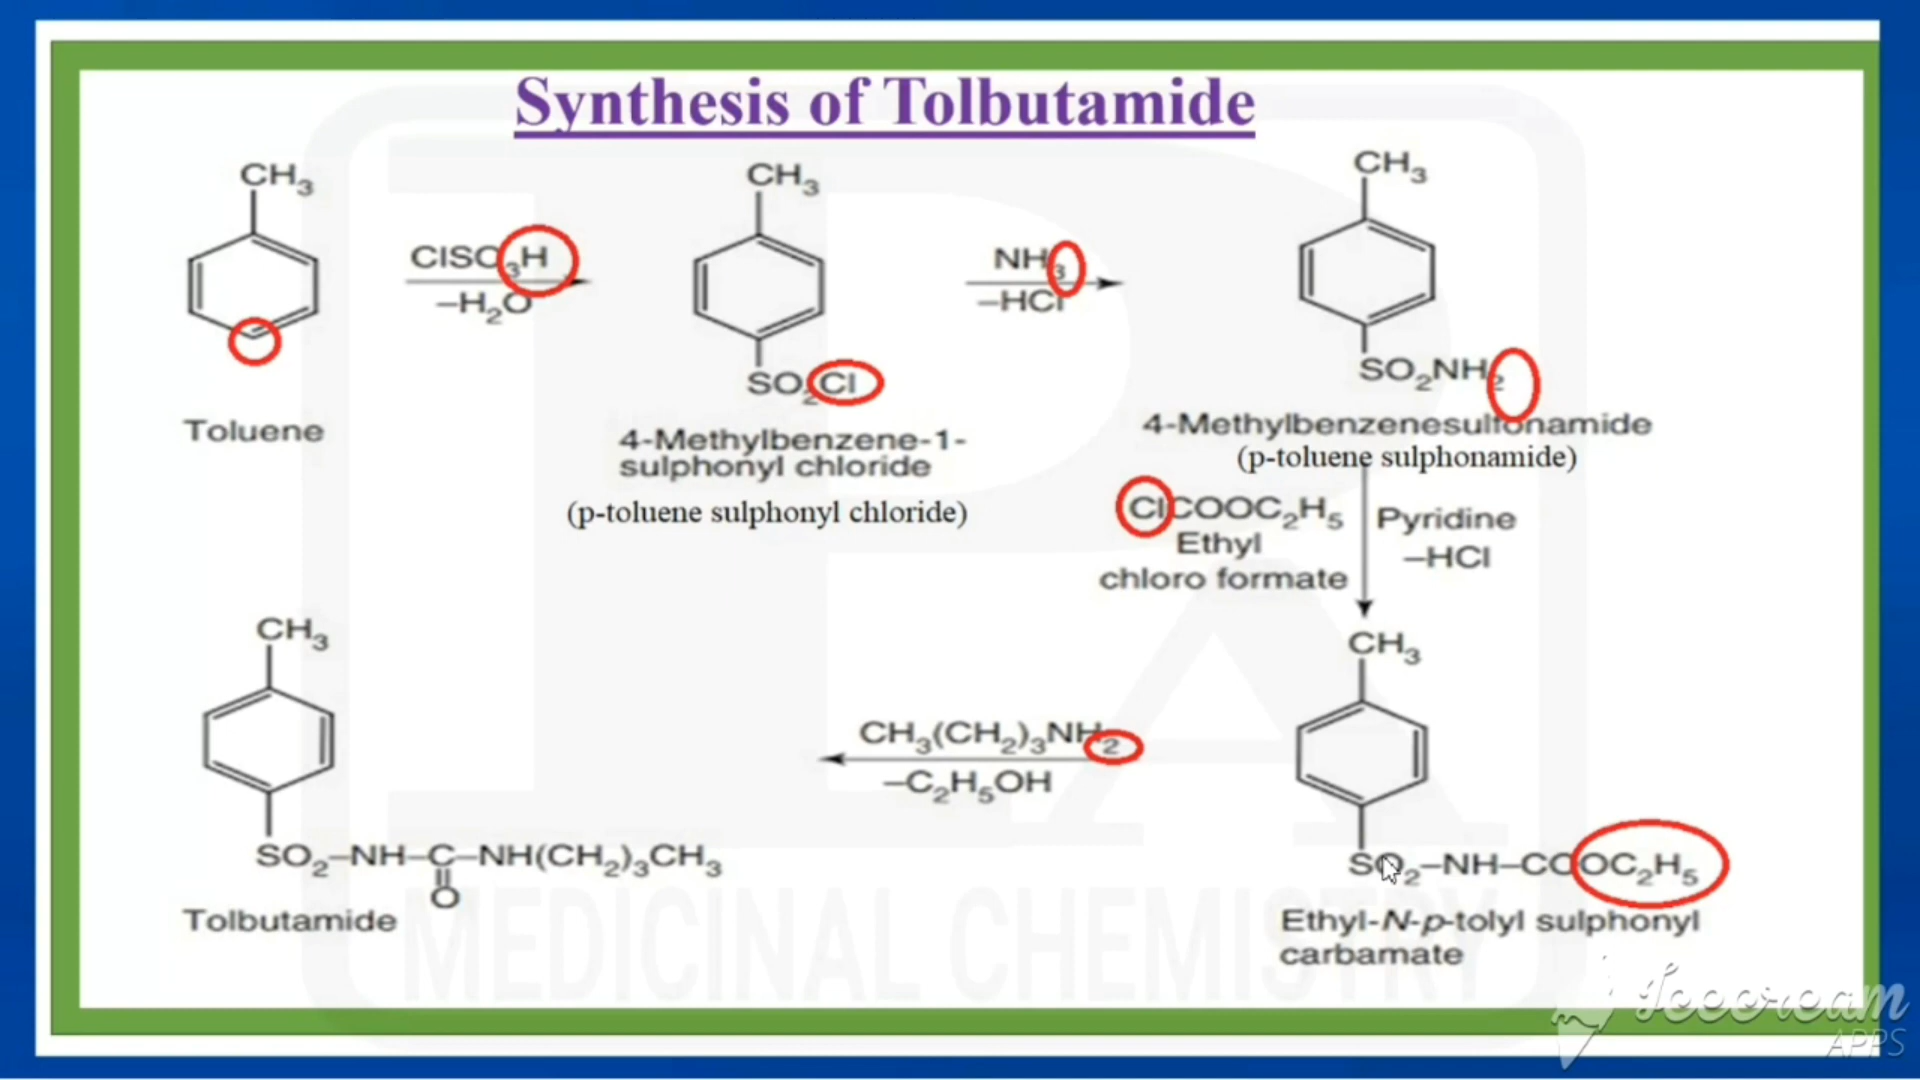 Synthesis of Tolbutamide
CH₃
CH₃
CH₃
ClSO₃H
–H₂O
NH₃
–HCl
SO₂Cl
SO₂NH₂
Toluene
4-Methylbenzene-1-
sulphonyl chloride
(p-toluene sulphonyl chloride)
4-Methylbenzenesulfonamide
(p-toluene sulphonamide)
ClCOOC₂H₅
Ethyl
chloro formate
Pyridine
–HCl
CH₃
SO₂–NH–COOC₂H₅
Ethyl-N-p-tolyl sulphonyl
carbamate
CH₃(CH₂)₃NH₂
–C₂H₅OH
CH₃
SO₂–NH–C–NH(CH₂)₃CH₃
O
Tolbutamide
MEDICINAL CHEMISTRY
Icecream
APPS